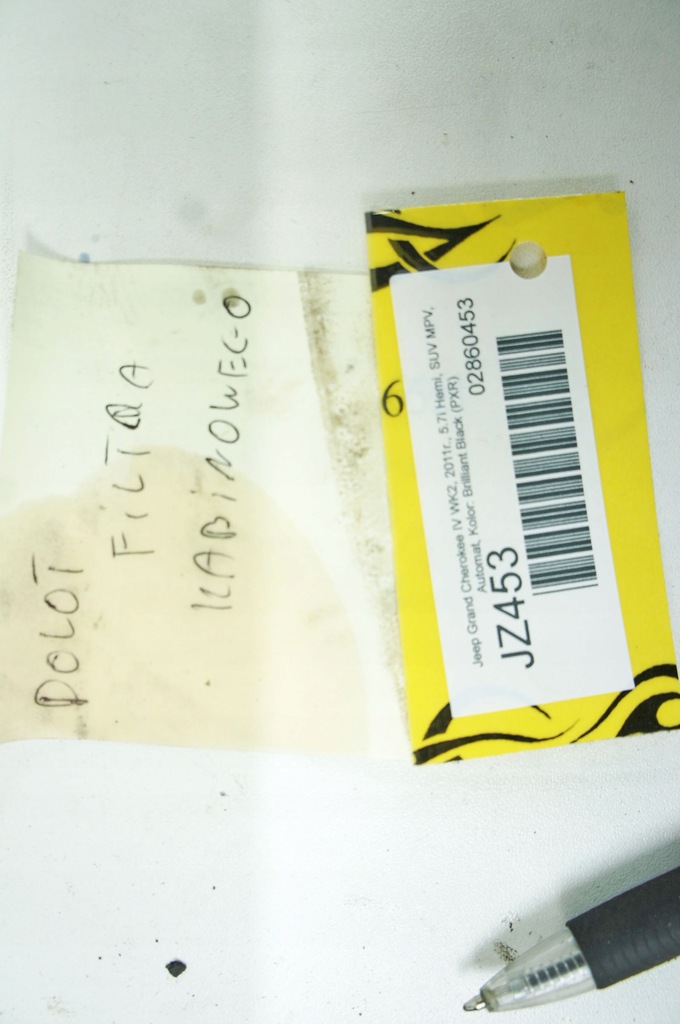 DOLOT
FILTRA
KABINOWEGO
6
Jeep Grand Cherokee IV WK2, 2011r., 5.7i Hemi, SUV MPV,
Automat, Kolor: Brilliant Black (PXR)
JZ453
02860453